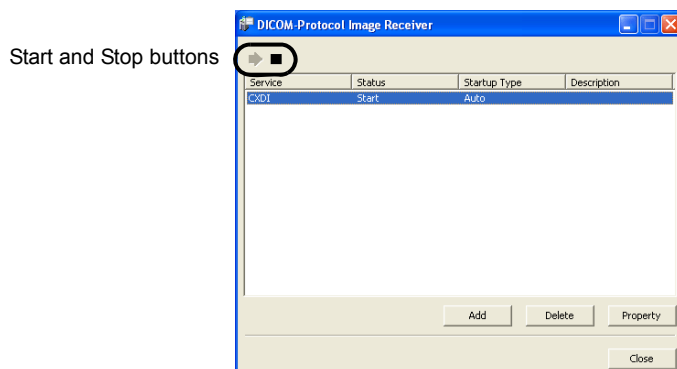 DICOM-Protocol Image Receiver
Start and Stop buttons
Service Status Startup Type Description
CXDI Start Auto
Add Delete Property
Close